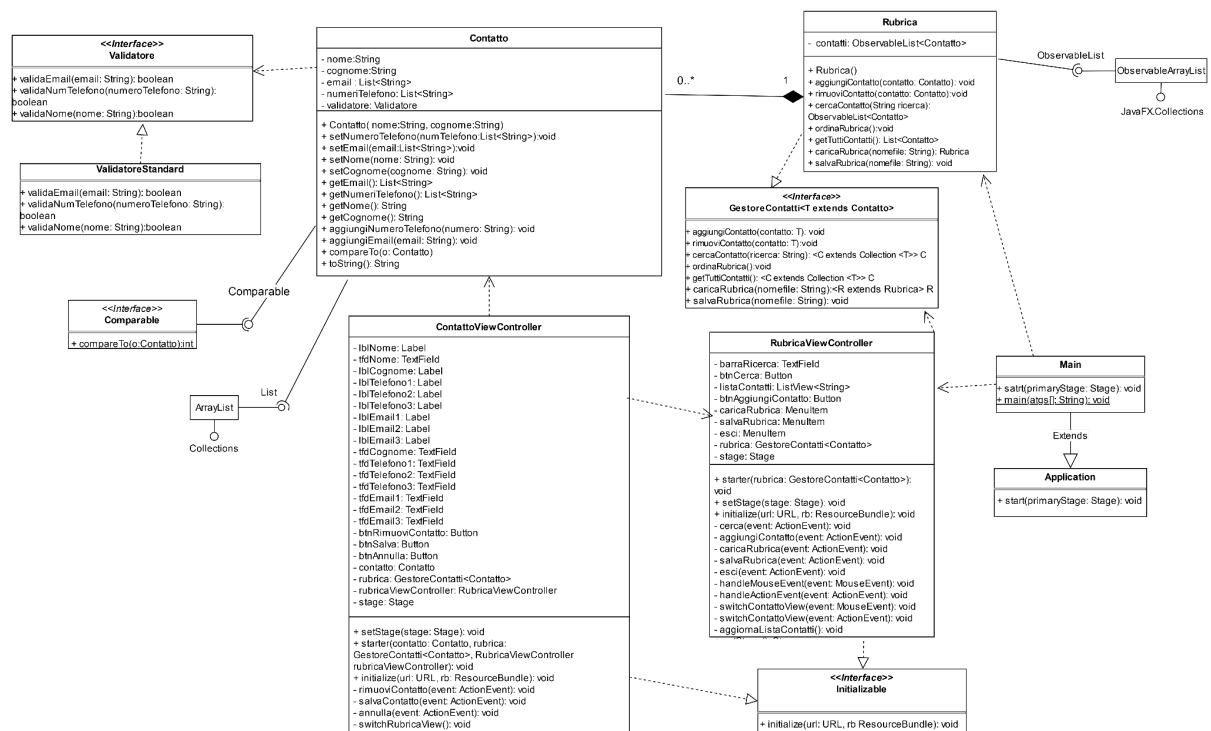 <<Interface>>
Validatore
+ validaEmail(email: String): boolean
+ validaNumTelefono(numeroTelefono: String):
boolean
+ validaNome(nome: String):boolean
ValidatoreStandard
+ validaEmail(email: String): boolean
+ validaNumTelefono(numeroTelefono: String):
boolean
+ validaNome(nome: String):boolean
<<Interface>>
Comparable
+ compareTo(o:Contatto):int
Comparable
ArrayList
List
Collections
Contatto
- nome:String
- cognome:String
- email : List<String>
- numeriTelefono: List<String>
- validatore: Validatore
+ Contatto( nome:String, cognome:String)
+ setNumeroTelefono(numTelefono:List<String>):void
+ setEmail(email:List<String>):void
+ setNome(nome: String): void
+ setCognome(cognome: String): void
+ getEmail(): List<String>
+ getNumeriTelefono(): List<String>
+ getNome(): String
+ getCognome(): String
+ aggiungiNumeroTelefono(numero: String): void
+ aggiungiEmail(email: String): void
+ compareTo(o: Contatto)
+ toString(): String
0..*
1
Rubrica
- contatti: ObservableList<Contatto>
+ Rubrica()
+ aggiungiContatto(contatto: Contatto): void
+ rimuoviContatto(contatto: Contatto):void
+ cercaContatto(String ricerca):
ObservableList<Contatto>
+ ordinaRubrica():void
+ getTuttiContatti(): List<Contatto>
+ caricaRubrica(nomefile: String): Rubrica
+ salvaRubrica(nomefile: String): void
ObservableList
ObservableArrayList
JavaFX.Collections
<<Interface>>
GestoreContatti<T extends Contatto>
+ aggiungiContatto(contatto: T): void
+ rimuoviContatto(contatto: T):void
+ cercaContatto(ricerca: String): <C extends Collection <T>> C
+ ordinaRubrica():void
+ getTuttiContatti(): <C extends Collection <T>> C
+ caricaRubrica(nomefile: String):<R extends Rubrica> R
+ salvaRubrica(nomefile: String): void
ContattoViewController
- lblNome: Label
- tfdNome: TextField
- lblCognome: Label
- lblTelefono1: Label
- lblTelefono2: Label
- lblTelefono3: Label
- lblEmail1: Label
- lblEmail2: Label
- lblEmail3: Label
- tfdCognome: TextField
- tfdTelefono1: TextField
- tfdTelefono2: TextField
- tfdTelefono3: TextField
- tfdEmail1: TextField
- tfdEmail2: TextField
- tfdEmail3: TextField
- btnRimuoviContatto: Button
- btnSalva: Button
- btnAnnulla: Button
- contatto: Contatto
- rubrica: GestoreContatti<Contatto>
- rubricaViewController: RubricaViewController
- stage: Stage
+ setStage(stage: Stage): void
+ starter(contatto: Contatto, rubrica:
GestoreContatti<Contatto>, RubricaViewController
rubricaViewController): void
+ initialize(url: URL, rb: ResourceBundle): void
- rimuoviContatto(event: ActionEvent): void
- salvaContatto(event: ActionEvent): void
- annulla(event: ActionEvent): void
- switchRubricaView(): void
RubricaViewController
- barraRicerca: TextField
- btnCerca: Button
- listaContatti: ListView<String>
- btnAggiungiContatto: Button
- caricaRubrica: MenuItem
- salvaRubrica: MenuItem
- esci: MenuItem
- rubrica: GestoreContatti<Contatto>
- stage: Stage
+ starter(rubrica: GestoreContatti<Contatto>):
void
+ setStage(stage: Stage): void
+ initialize(url: URL, rb: ResourceBundle): void
- cerca(event: ActionEvent): void
- aggiungiContatto(event: ActionEvent): void
- caricaRubrica(event: ActionEvent): void
- salvaRubrica(event: ActionEvent): void
- esci(event: ActionEvent): void
- handleMouseEvent(event: MouseEvent): void
- handleActionEvent(event: ActionEvent): void
- switchContattoView(event: MouseEvent): void
- switchContattoView(event: ActionEvent): void
- aggiornaListaContatti(): void
Main
+ satrt(primaryStage: Stage): void
+ main(atgs[]: String): void
Extends
Application
+ start(primaryStage: Stage): void
<<Interface>>
Initializable
+ initialize(url: URL, rb ResourceBundle): void